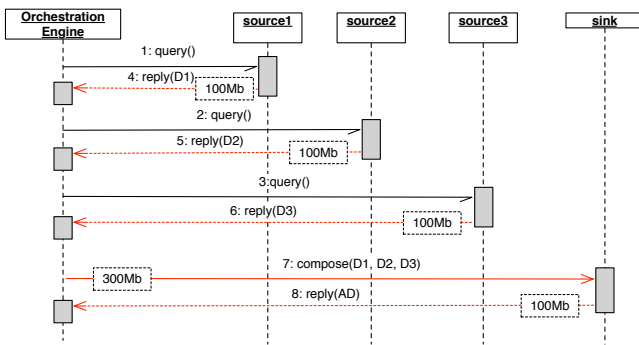 Orchestration
Engine
source1
source2
source3
sink
1: query()
4: reply(D1)
100Mb
2: query()
5: reply(D2)
100Mb
3:query()
6: reply(D3)
100Mb
7: compose(D1, D2, D3)
300Mb
8: reply(AD)
100Mb